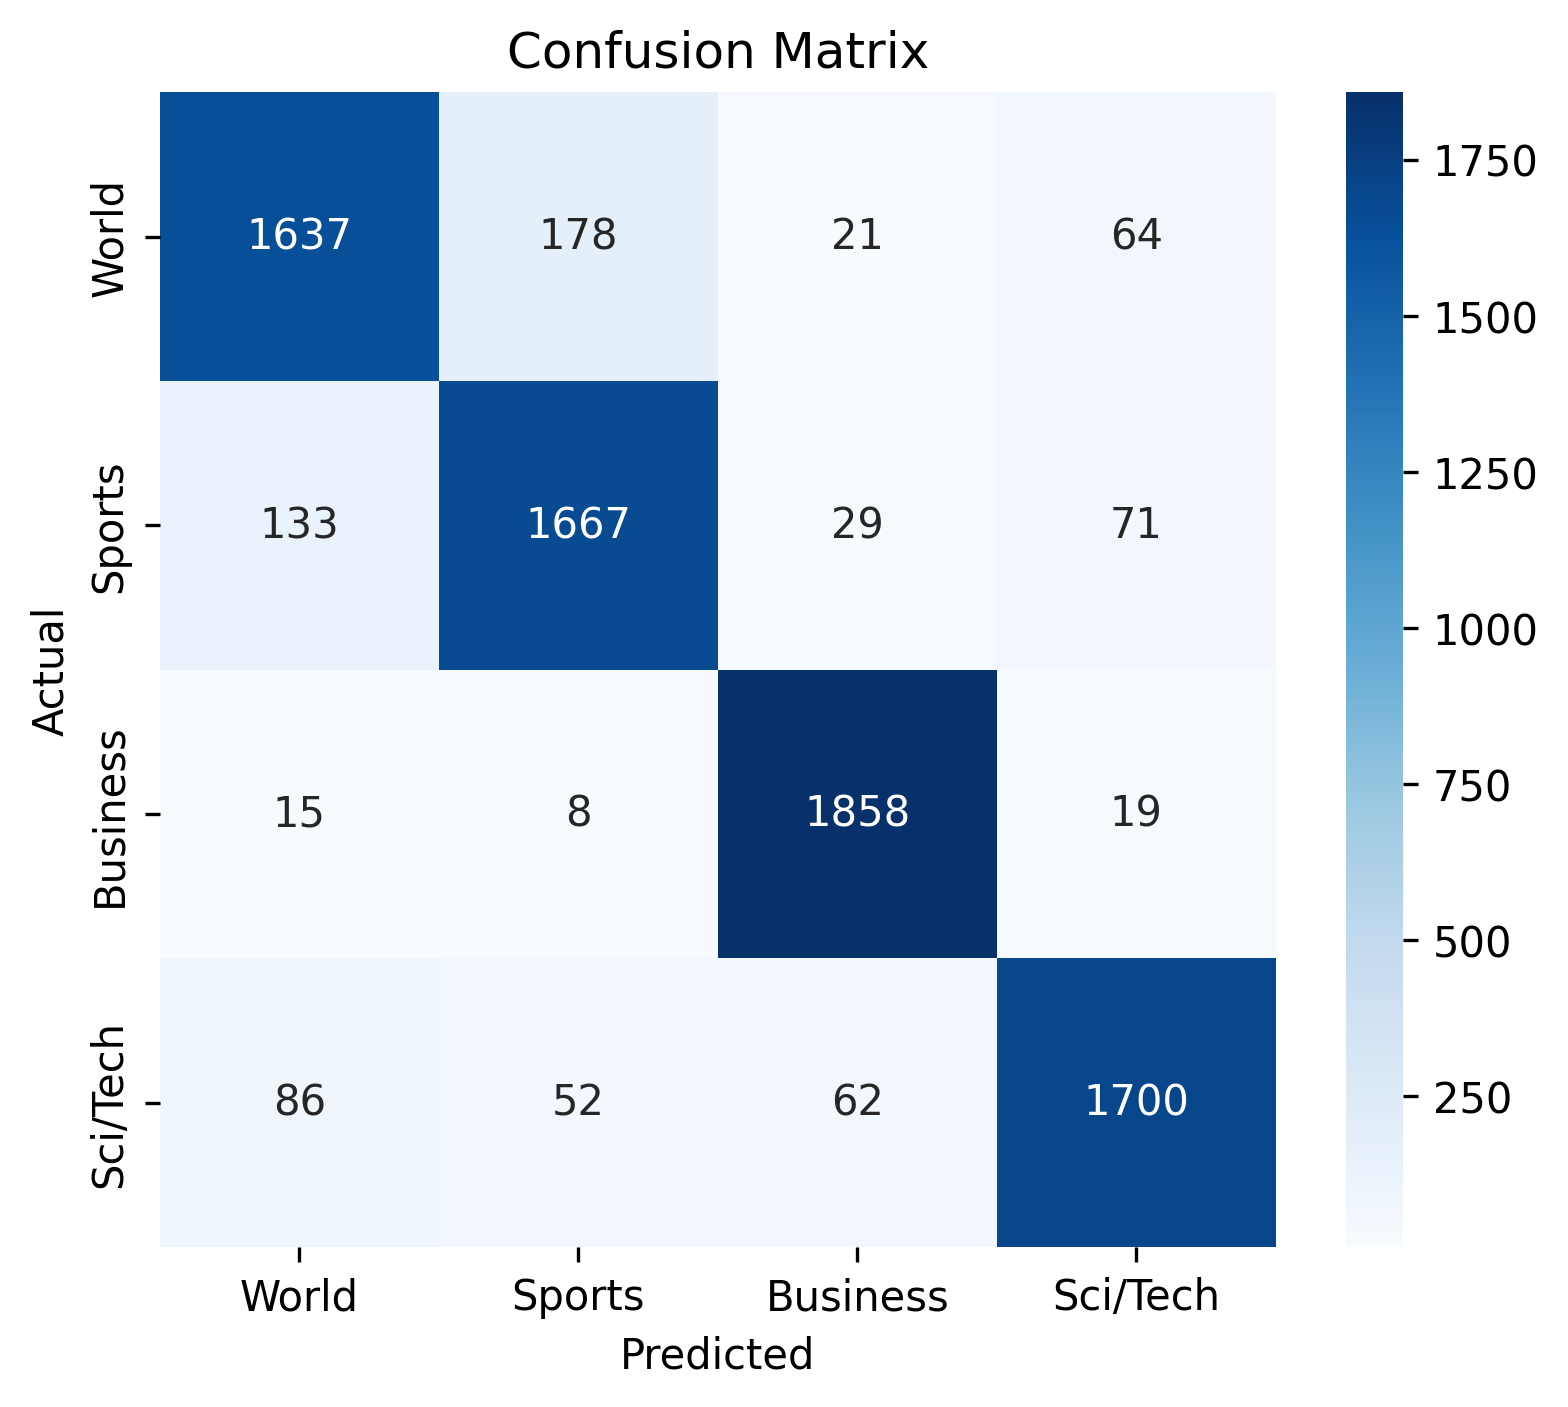 Confusion Matrix
World 1637 178 21 64
Sports 133 1667 29 71
Business 15 8 1858 19
Sci/Tech 86 52 62 1700
World Sports Business Sci/Tech
Predicted
Actual
1750
1500
1250
1000
750
500
250